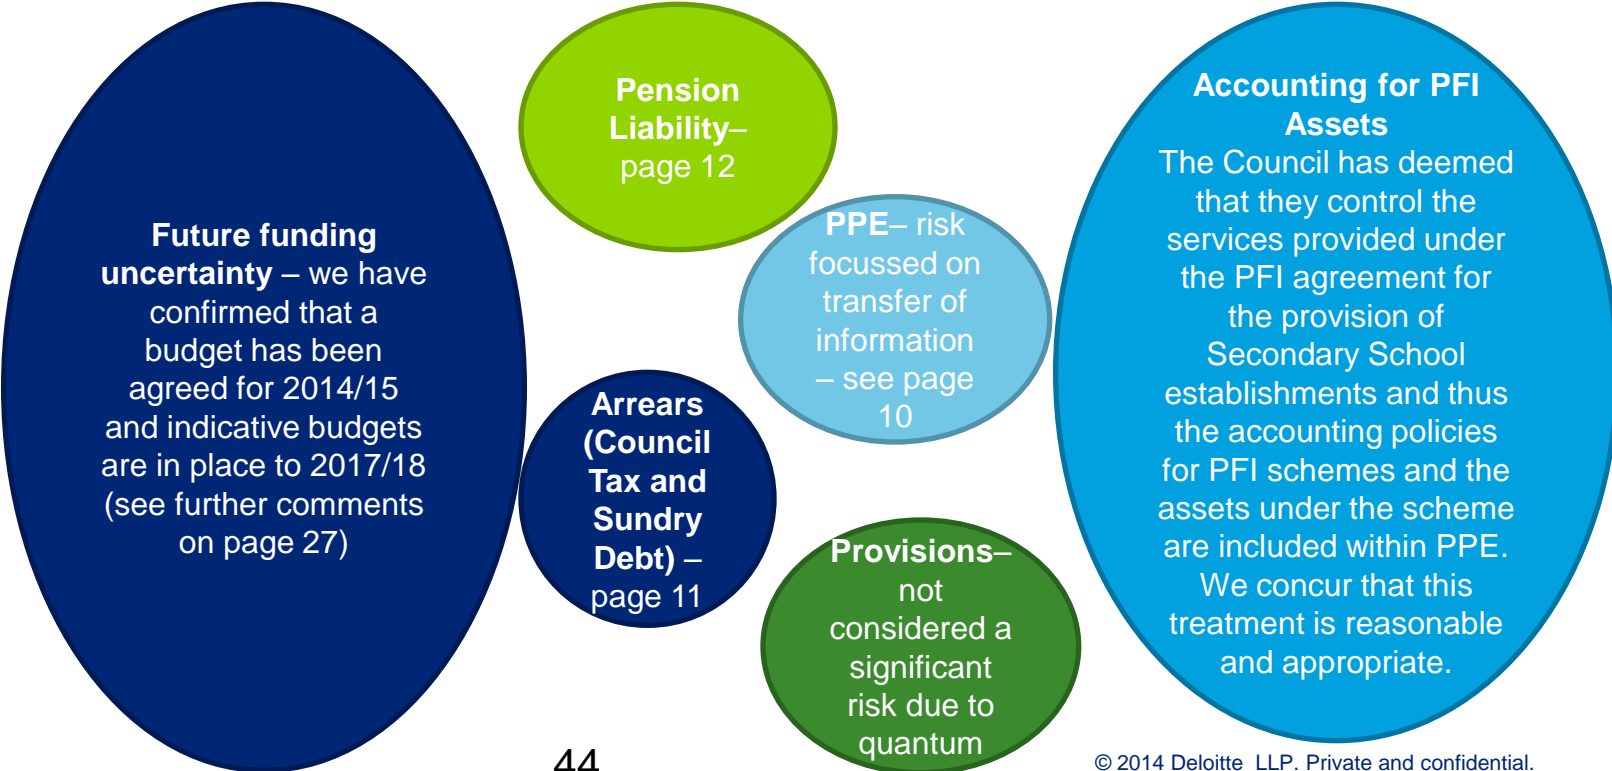 Future funding
uncertainty – we have
confirmed that a
budget has been
agreed for 2014/15
and indicative budgets
are in place to 2017/18
(see further comments
on page 27)
Pension
Liability–
page 12
PPE– risk
focussed on
transfer of
information
– see page
10
Arrears
(Council
Tax and
Sundry
Debt) –
page 11
Provisions–
not
considered a
significant
risk due to
quantum
Accounting for PFI
Assets
The Council has deemed
that they control the
services provided under
the PFI agreement for
the provision of
Secondary School
establishments and thus
the accounting policies
for PFI schemes and the
assets under the scheme
are included within PPE.
We concur that this
treatment is reasonable
and appropriate.
44
© 2014 Deloitte LLP. Private and confidential.